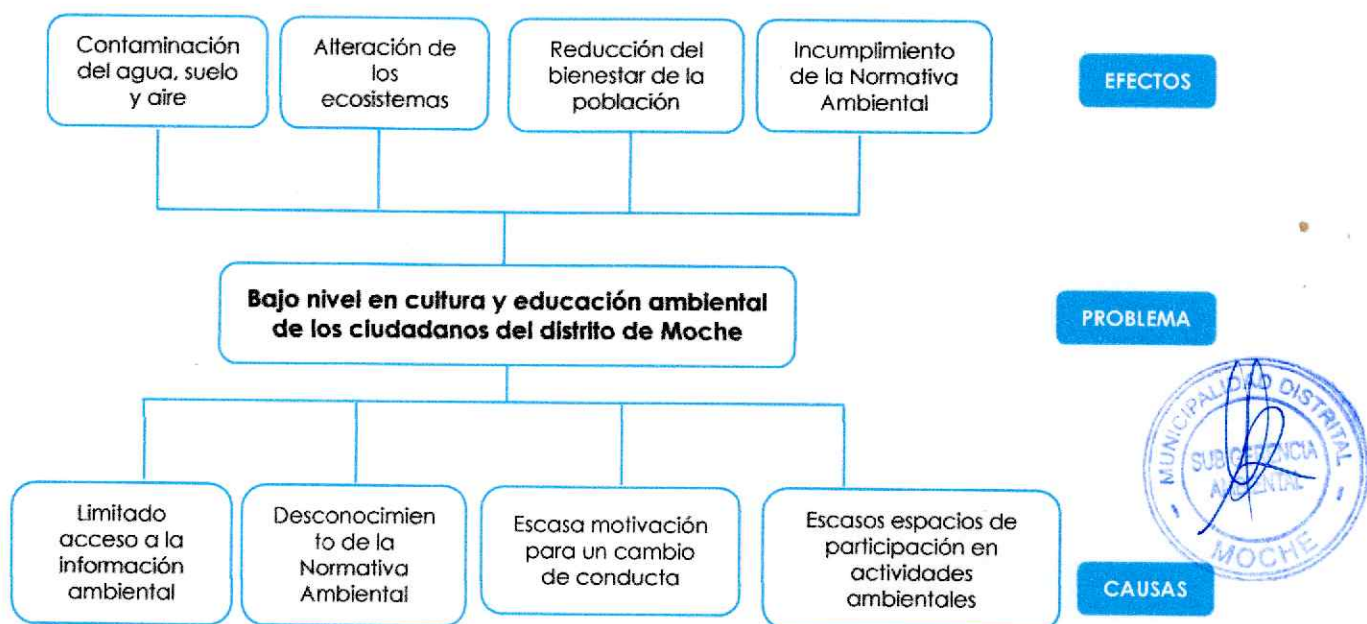 Contaminación
del agua, suelo
y aire
Alteración de
los
ecosistemas
Reducción del
bienestar de la
población
Incumplimiento
de la Normativa
Ambiental
EFECTOS
Bajo nivel en cultura y educación ambiental
de los ciudadanos del distrito de Moche
PROBLEMA
MUNICIPALIDAD DISTRITAL
SUB GERENCIA
AMBIENTAL
MOCHE
Limitado
acceso a la
información
ambiental
Desconocimien
to de la
Normativa
Ambiental
Escasa motivación
para un cambio
de conducta
Escasos espacios de
participación en
actividades
ambientales
CAUSAS